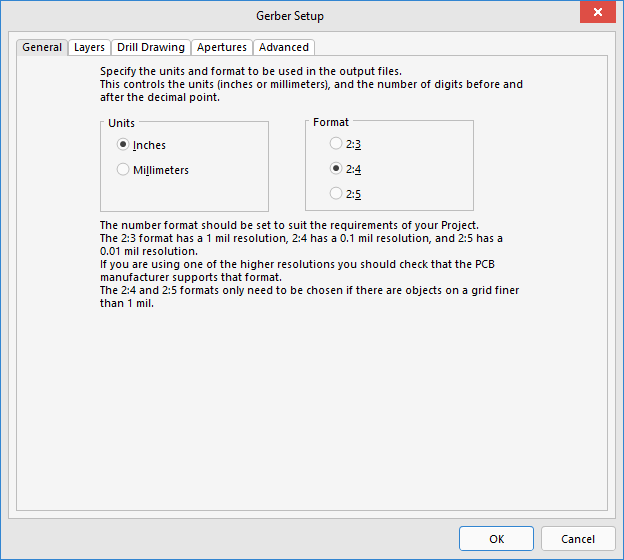 Gerber Setup
General Layers Drill Drawing Apertures Advanced
Specify the units and format to be used in the output files.
This controls the units (inches or millimeters), and the number of digits before and
after the decimal point.
Units Format
Inches 2:3
Millimeters 2:4
2:5
The number format should be set to suit the requirements of your Project.
The 2:3 format has a 1 mil resolution, 2:4 has a 0.1 mil resolution, and 2:5 has a
0.01 mil resolution.
If you are using one of the higher resolutions you should check that the PCB
manufacturer supports that format.
The 2:4 and 2:5 formats only need to be chosen if there are objects on a grid finer
than 1 mil.
OK Cancel